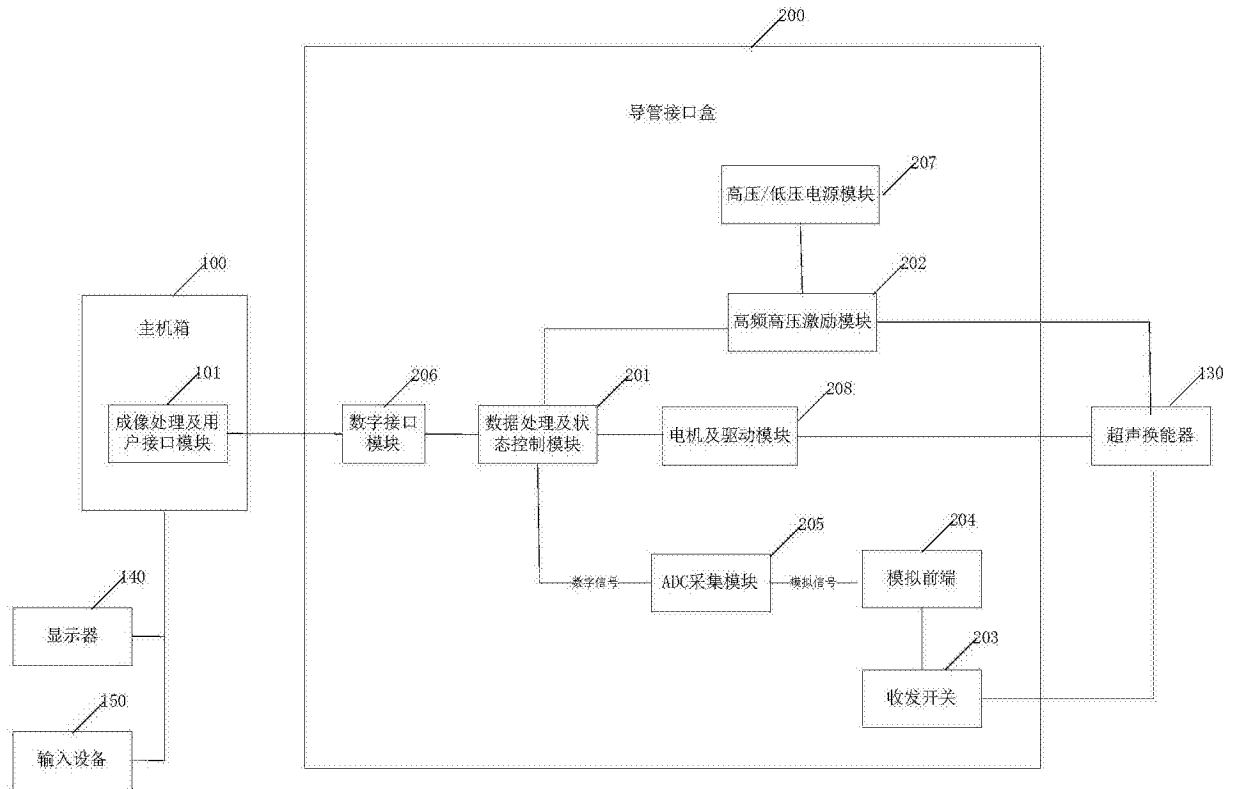 200
导管接口盒
207
高压/低压电源模块
100
202
主机箱
高频高压激励模块
101
206
201
208
130
成像处理及用
户接口模块
数字接口
模块
数据处理及状
态控制模块
电机及驱动模块
超声换能器
205
204
140
数字信号
ADC采集模块
模拟信号
模拟前端
显示器
203
150
收发开关
输入设备